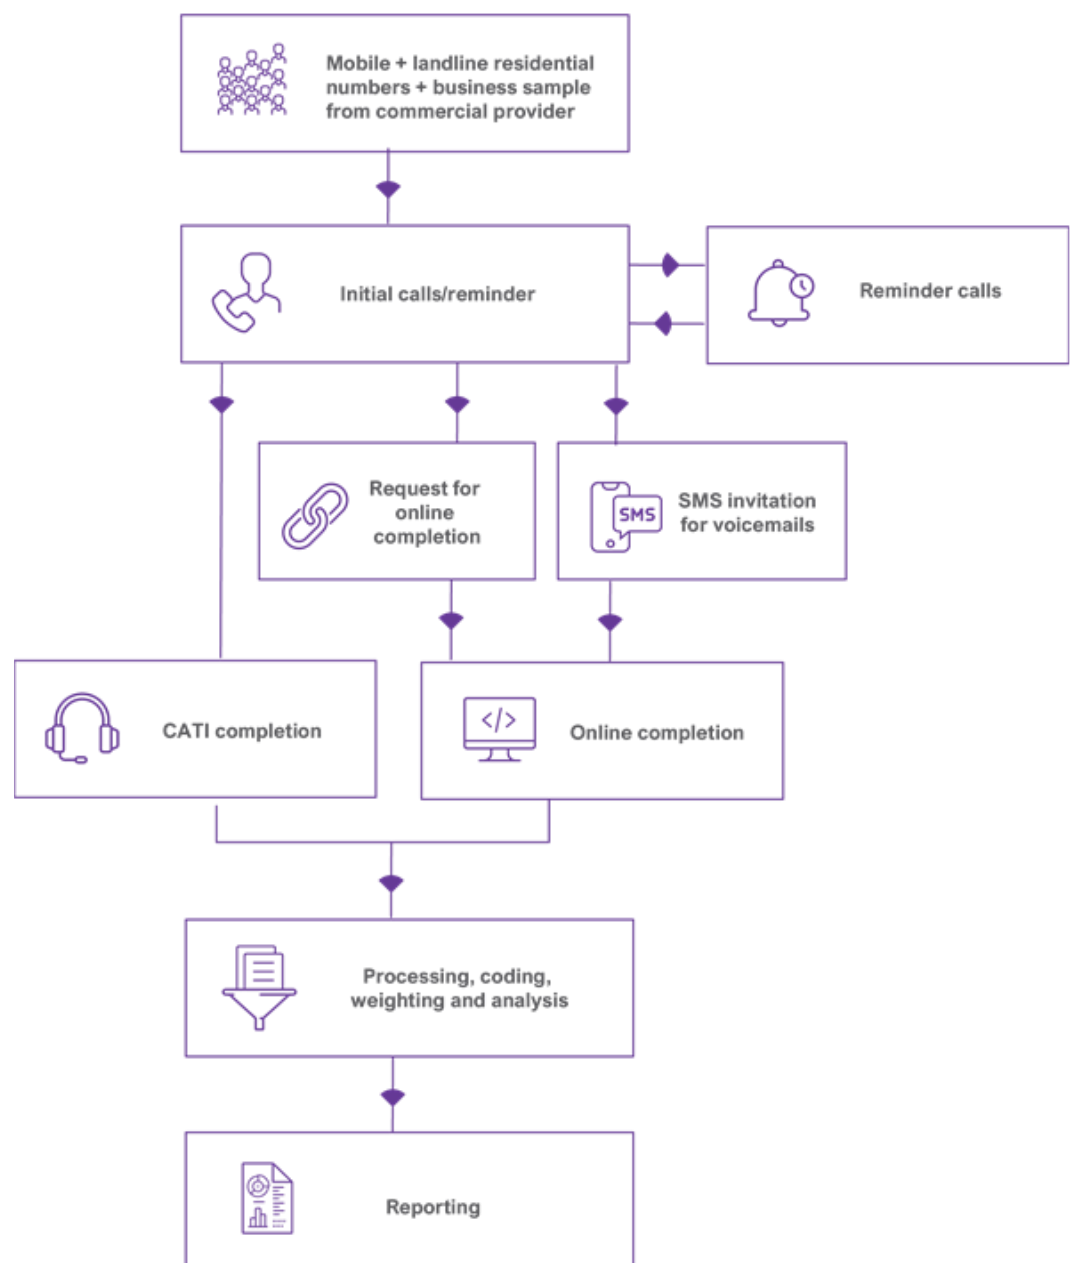 Mobile + landline residential
numbers + business sample
from commercial provider
Initial calls/reminder
Reminder calls
Request for
online
completion
SMS
SMS invitation
for voicemails
CATI completion
</>
Online completion
Processing, coding,
weighting and analysis
Reporting